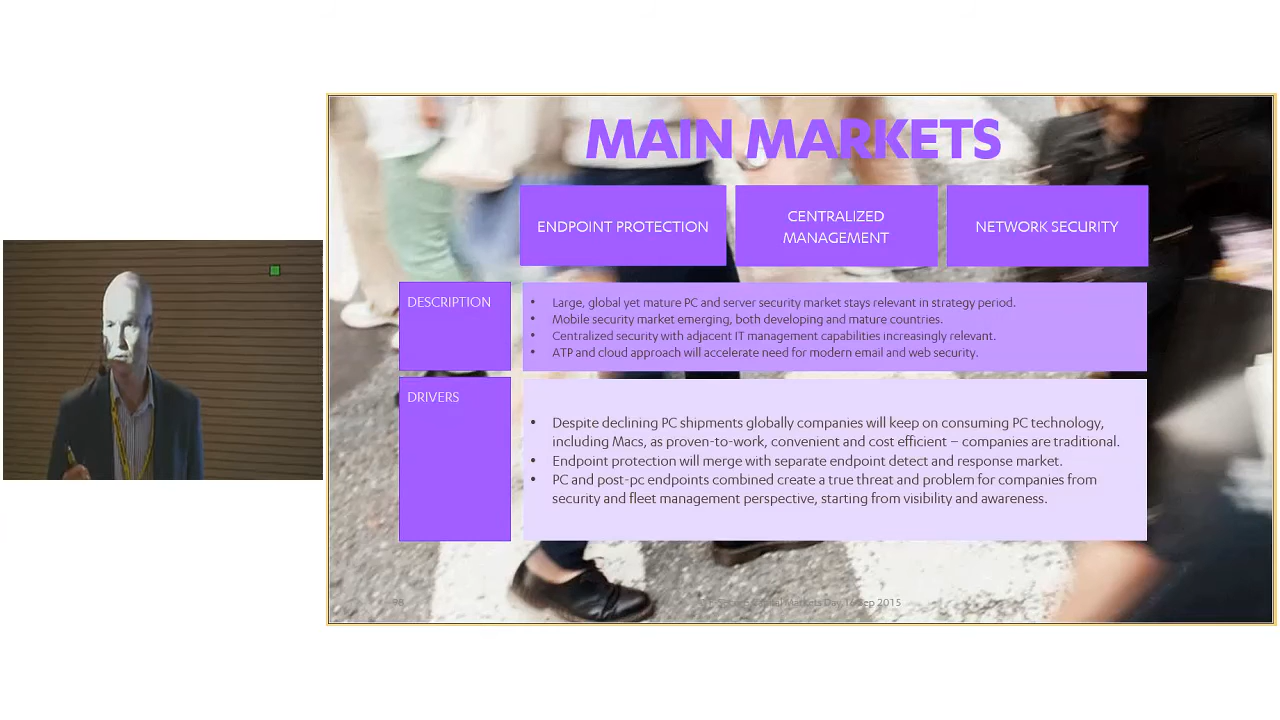 MAIN MARKETS
ENDPOINT PROTECTION
CENTRALIZED
MANAGEMENT
NETWORK SECURITY
DESCRIPTION
• Large, global yet mature PC and server security market stays relevant in strategy period.
• Mobile security market emerging, both developing and mature countries.
• Centralized security with adjacent IT management capabilities increasingly relevant.
• ATP and cloud approach will accelerate need for modern email and web security.
DRIVERS
• Despite declining PC shipments globally companies will keep on consuming PC technology,
including Macs, as proven-to-work, convenient and cost efficient – companies are traditional.
• Endpoint protection will merge with separate endpoint detect and response market.
• PC and post-pc endpoints combined create a true threat and problem for companies from
security and fleet management perspective, starting from visibility and awareness.
98
Markets Day, 16 Sep 2015